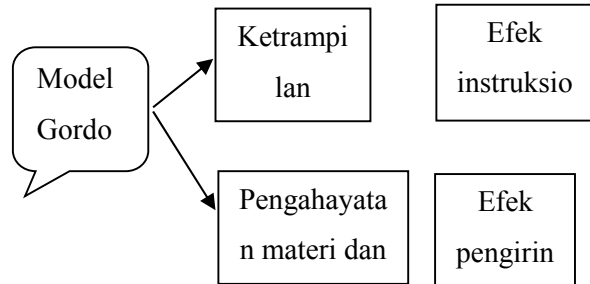 Model
Gordo
Ketrampi
lan
Efek
instruksio
Pengahayata
n materi dan
Efek
pengirin